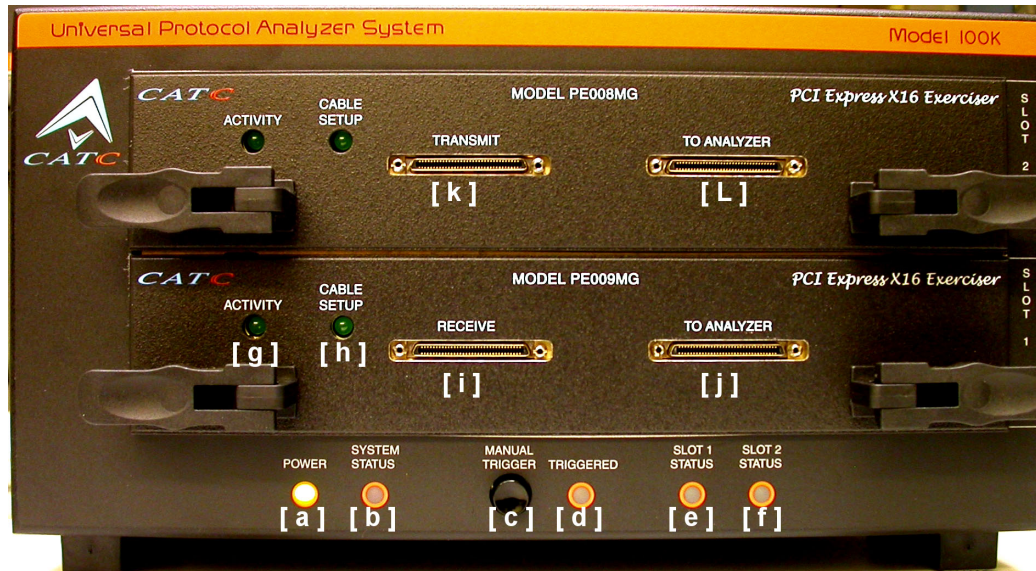 Universal Protocol Analyzer System
Model 100K
CATC
MODEL PE008MG
PCI Express X16 Exerciser
SLOT 2
ACTIVITY
CABLE
SETUP
TRANSMIT
TO ANALYZER
CATC
[ k ]
[ L ]
CATC
MODEL PE009MG
PCI Express X16 Exerciser
SLOT 1
ACTIVITY
CABLE
SETUP
RECEIVE
TO ANALYZER
[ g ]
[ h ]
[ i ]
[ j ]
POWER
SYSTEM
STATUS
MANUAL
TRIGGER
TRIGGERED
SLOT 1
STATUS
SLOT 2
STATUS
[ a ]
[ b ]
[ c ]
[ d ]
[ e ]
[ f ]